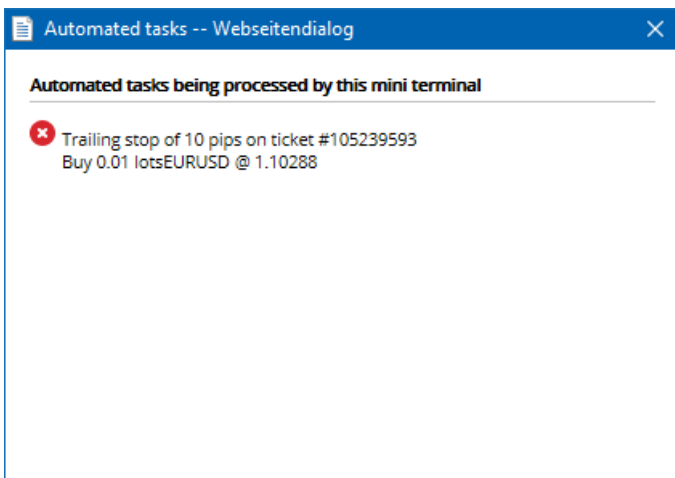 Automated tasks -- Webseitendialog
Automated tasks being processed by this mini terminal
Trailing stop of 10 pips on ticket #105239593
Buy 0.01 lotsEURUSD @ 1.10288